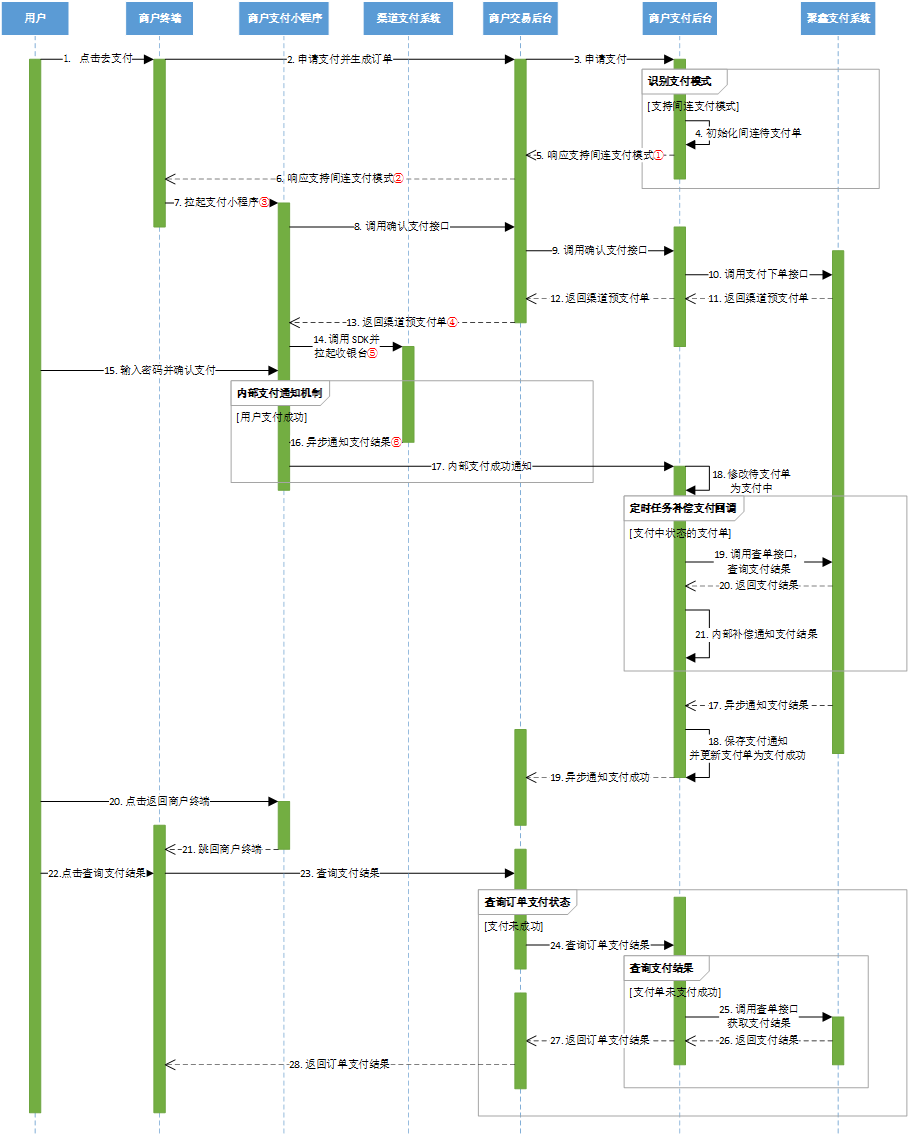 用户
商户终端
商户支付小程序
渠道支付系统
商户交易后台
商户支付后台
聚鑫支付系统
1. 点击去支付
2. 申请支付并生成订单
3. 申请支付
识别支付模式
[支持间连支付模式]
4. 初始化间连待支付单
5. 响应支持间连支付模式①
6. 响应支持间连支付模式②
7. 拉起支付小程序③
8. 调用确认支付接口
9. 调用确认支付接口
10. 调用支付下单接口
11. 返回渠道预支付单
12. 返回渠道预支付单
13. 返回渠道预支付单④
14. 调用 SDK并
拉起收银台⑤
15. 输入密码并确认支付
内部支付通知机制
[用户支付成功]
16. 异步通知支付结果⑥
17. 内部支付成功通知
18. 修改待支付单
为支付中
定时任务补偿支付回调
[支付中状态的支付单]
19. 调用查单接口，
查询支付结果
20. 返回支付结果
21. 内部补偿通知支付结果
17. 异步通知支付结果
18. 保存支付通知
并更新支付单为支付成功
19. 异步通知支付成功
20. 点击返回商户终端
21. 跳回商户终端
22.点击查询支付结果
23. 查询支付结果
查询订单支付状态
[支付未成功]
24. 查询订单支付结果
查询支付结果
[支付单未支付成功]
25. 调用查单接口
获取支付结果
26. 返回支付结果
27. 返回订单支付结果
28. 返回订单支付结果